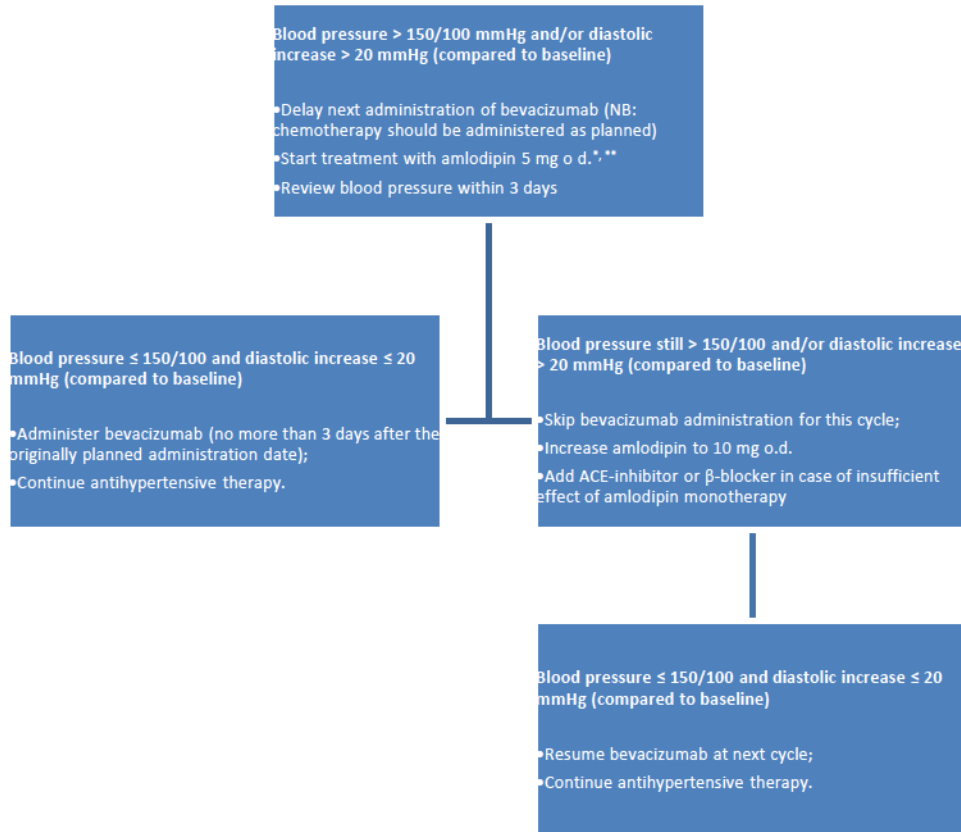 Blood pressure > 150/100 mmHg and/or diastolic
increase > 20 mmHg (compared to baseline)
•Delay next administration of bevacizumab (NB:
chemotherapy should be administered as planned)
•Start treatment with amlodipin 5 mg o d.*, **
•Review blood pressure within 3 days
Blood pressure ≤ 150/100 and diastolic increase ≤ 20
mmHg (compared to baseline)
•Administer bevacizumab (no more than 3 days after the
originally planned administration date);
•Continue antihypertensive therapy.
Blood pressure still > 150/100 and/or diastolic increase
> 20 mmHg (compared to baseline)
•Skip bevacizumab administration for this cycle;
•Increase amlodipin to 10 mg o.d.
•Add ACE-inhibitor or β-blocker in case of insufficient
effect of amlodipin monotherapy
Blood pressure ≤ 150/100 and diastolic increase ≤ 20
mmHg (compared to baseline)
•Resume bevacizumab at next cycle;
•Continue antihypertensive therapy.